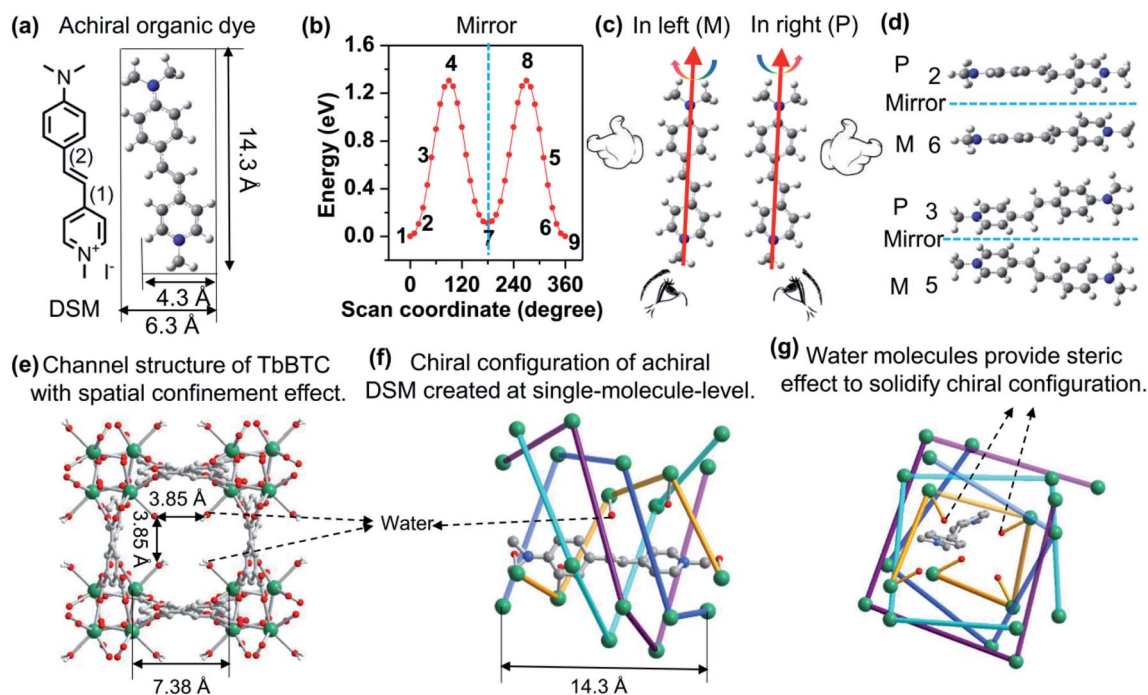 (a) Achiral organic dye
N
(2)
(1)
N+
I-
DSM
14.3 Å
4.3 Å
6.3 Å
(b) Mirror
Energy (eV)
1.6
1.2
0.8
0.4
0.0
1
2
3
4
5
6
7
8
9
0 90 180 270 360
Scan coordinate (degree)
(c) In left (M) In right (P)
(d)
P 2
Mirror
M 6
P 3
Mirror
M 5
(e) Channel structure of TbBTC
with spatial confinement effect.
3.85 Å
3.85 Å
7.38 Å
Water
(f) Chiral configuration of achiral
DSM created at single-molecule-level.
14.3 Å
(g) Water molecules provide steric
effect to solidify chiral configuration.